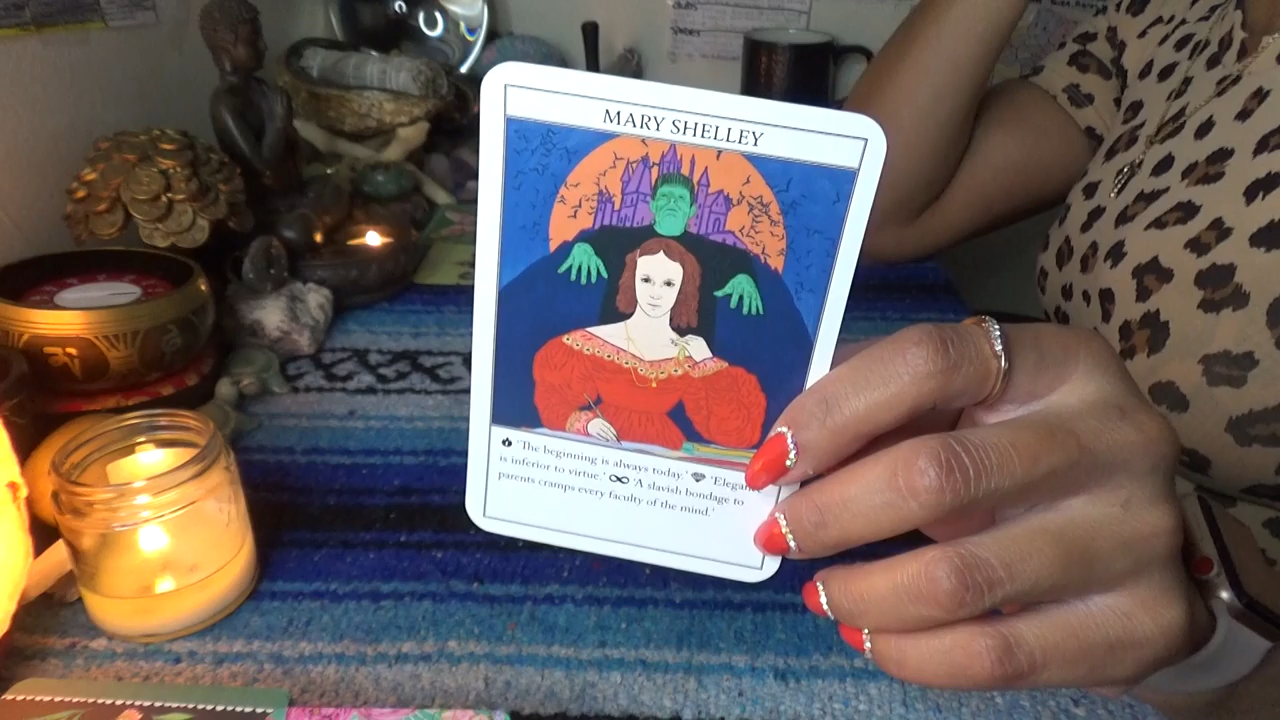 MARY SHELLEY
'The beginning is always today.' 'Elegance
is inferior to virtue.' 'A slavish bondage to
parents cramps every faculty of the mind.'